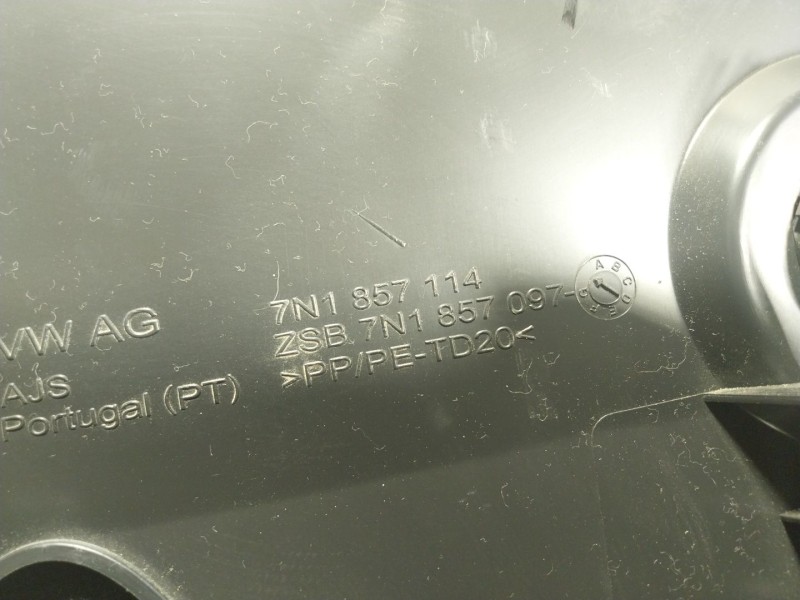 VW AG
AJS
Portugal (PT)
7N1 857 114
ZSB 7N1 857 097-
>PP/PE-TD20<
A B C D E F G